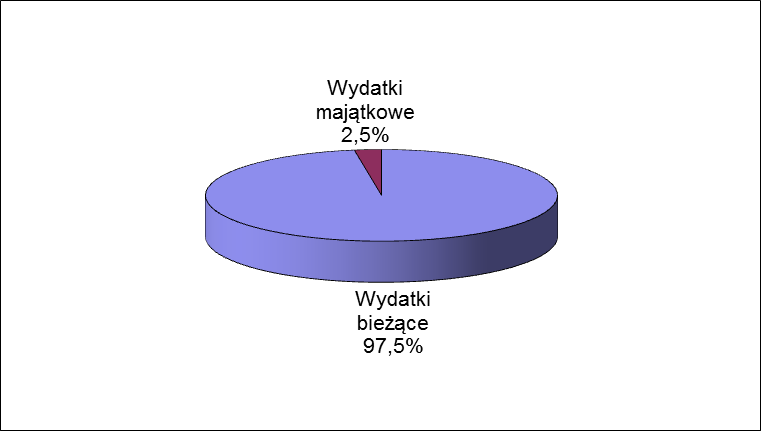 Wydatki
majątkowe
2,5%
Wydatki
bieżące
97,5%